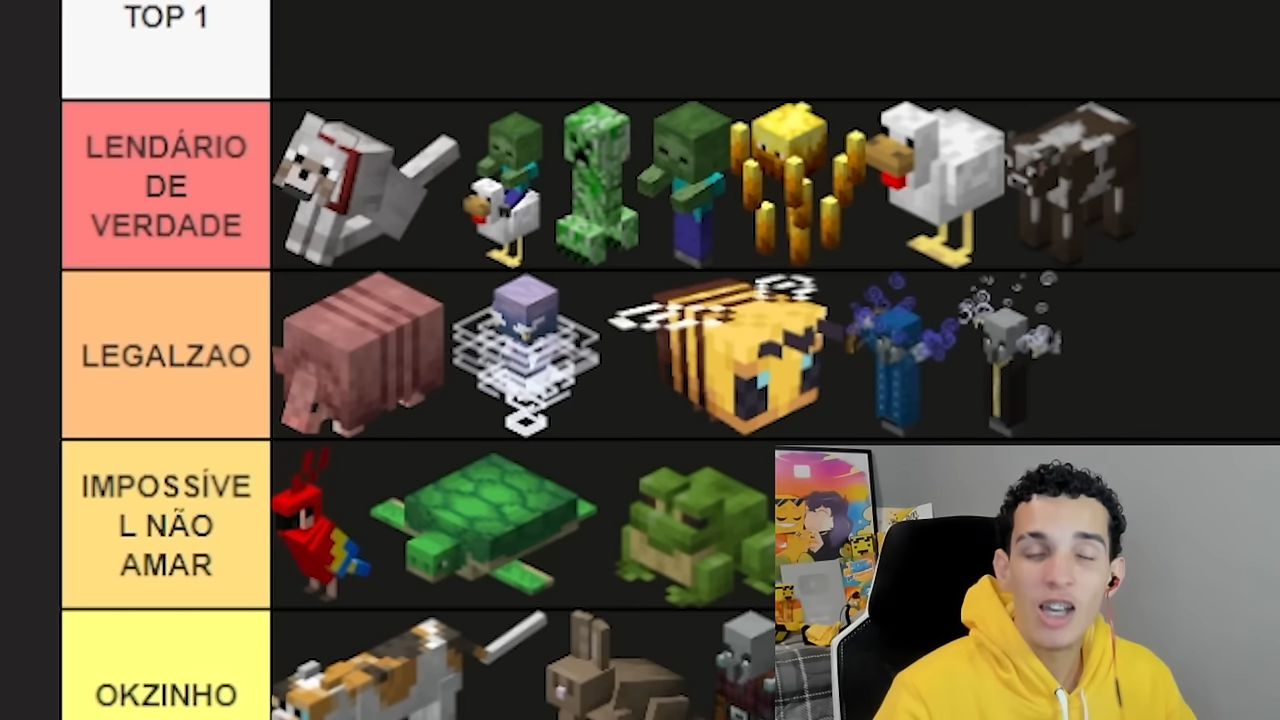 TOP 1
LENDÁRIO
DE
VERDADE
LEGALZAO
IMPOSSÍVE
L NÃO
AMAR
OKZINHO